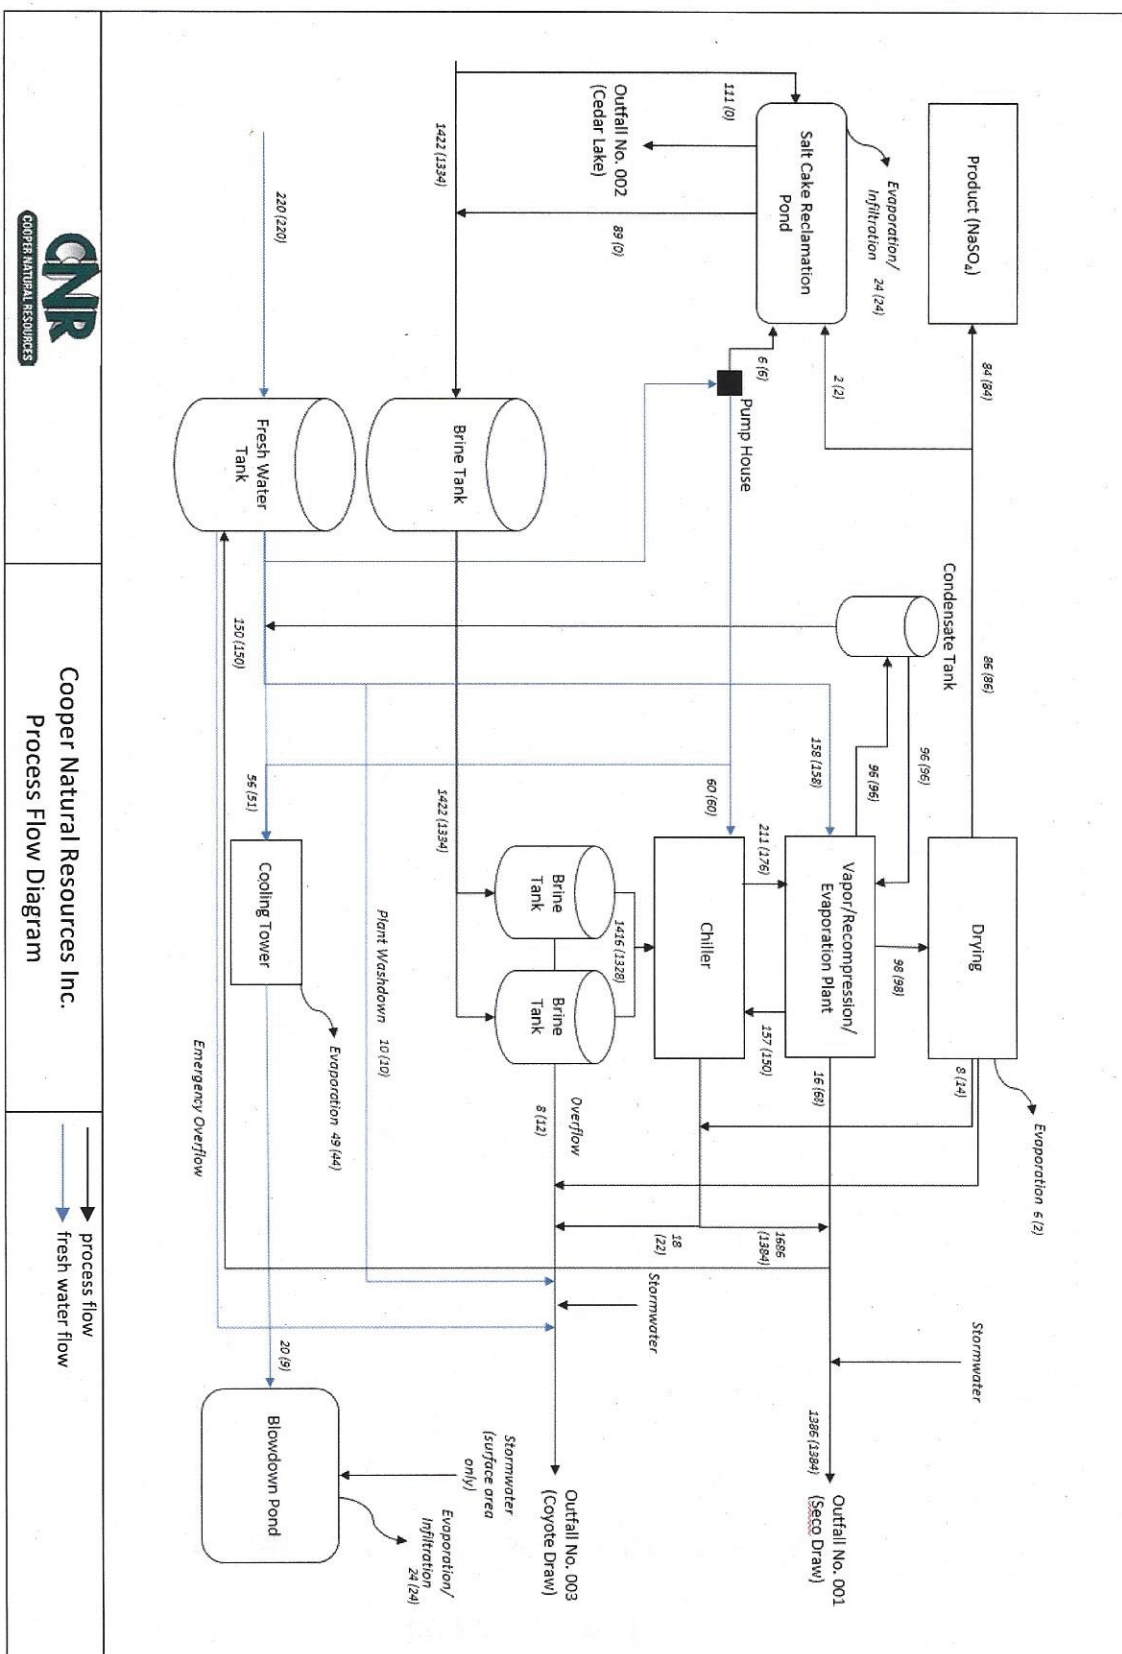 Product (NaSO₄)
84 (84)
86 (86)
Drying
Evaporation 6 (2)
8 (14)
98 (98)
Evaporation/
Infiltration 24 (24)
Salt Cake Reclamation
Pond
111 (0)
2 (2)
6 (6)
Pump House
Outfall No. 002
(Cedar Lake)
89 (0)
Condensate Tank
96 (96)
96 (96)
158 (158)
Vapor/Recompression/
Evaporation Plant
16 (68)
Stormwater
1386 (1384)
Outfall No. 001
(Seco Draw)
211 (176)
157 (150)
60 (60)
Chiller
1686
(1384)
18
(22)
1416 (1328)
Brine
Tank
Brine
Tank
Overflow
8 (12)
Stormwater
Outfall No. 003
(Coyote Draw)
1422 (1334)
Brine Tank
1422 (1334)
Plant Washdown 10 (10)
Stormwater
(surface area
only)
Evaporation/
Infiltration
24 (24)
220 (220)
Fresh Water
Tank
150 (150)
56 (51)
Cooling Tower
Evaporation 49 (44)
20 (9)
Blowdown Pond
Emergency Overflow
CNR
COOPER NATURAL RESOURCES
Cooper Natural Resources Inc.
Process Flow Diagram
process flow
fresh water flow